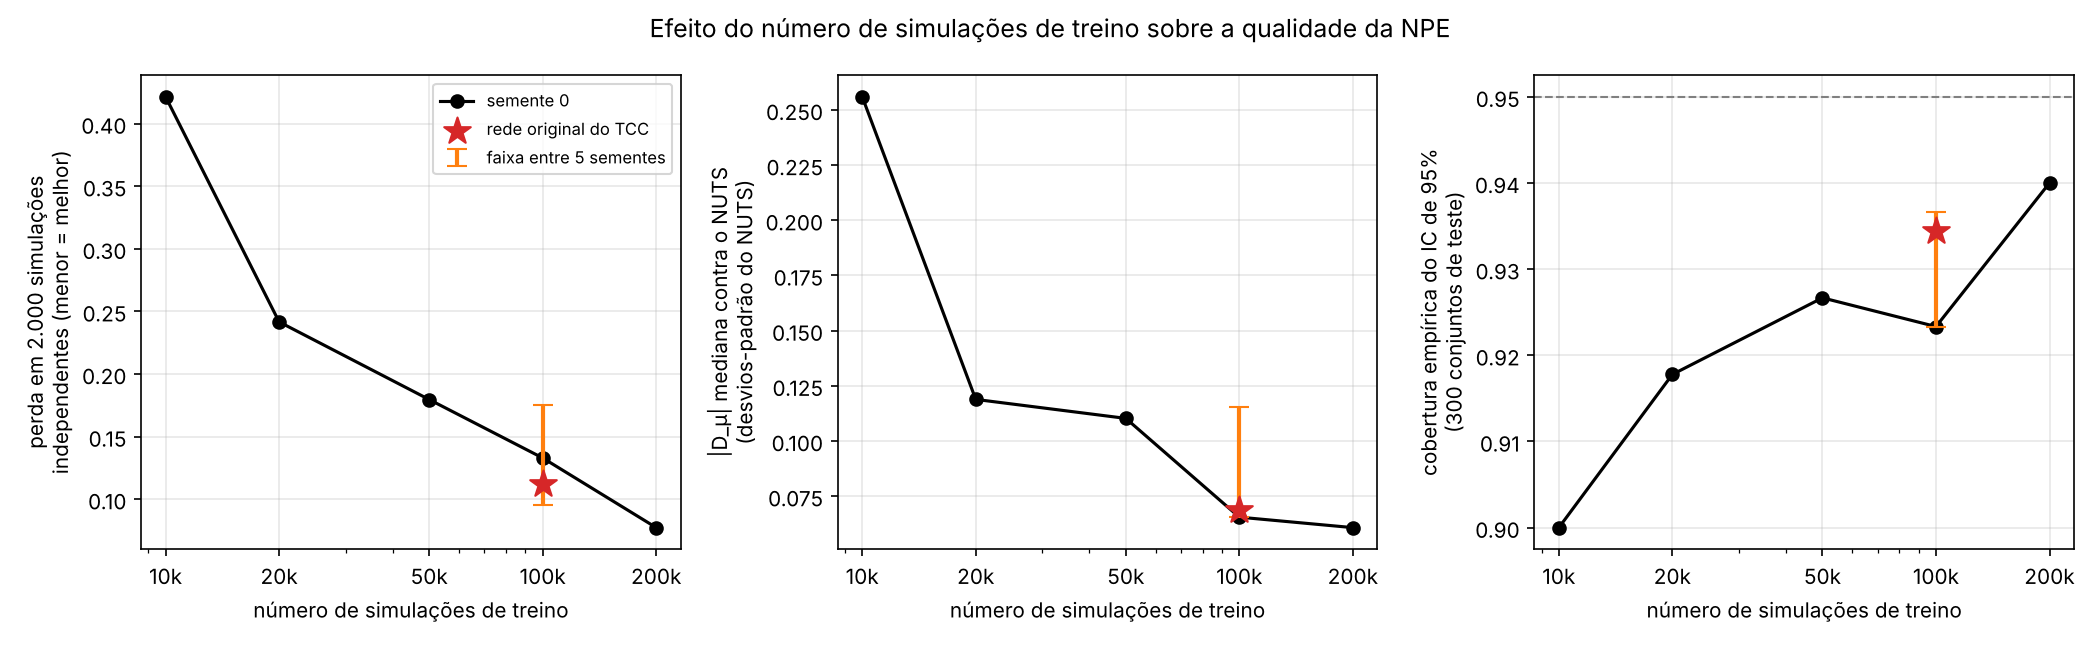 Efeito do número de simulações de treino sobre a qualidade da NPE
perda em 2.000 simulações
independentes (menor = melhor)
0.40
0.35
0.30
0.25
0.20
0.15
0.10
semente 0
rede original do TCC
faixa entre 5 sementes
10k
20k
50k
100k
200k
número de simulações de treino
|D_μ| mediana contra o NUTS
(desvios-padrão do NUTS)
0.250
0.225
0.200
0.175
0.150
0.125
0.100
0.075
10k
20k
50k
100k
200k
número de simulações de treino
cobertura empírica do IC de 95%
(300 conjuntos de teste)
0.95
0.94
0.93
0.92
0.91
0.90
10k
20k
50k
100k
200k
número de simulações de treino